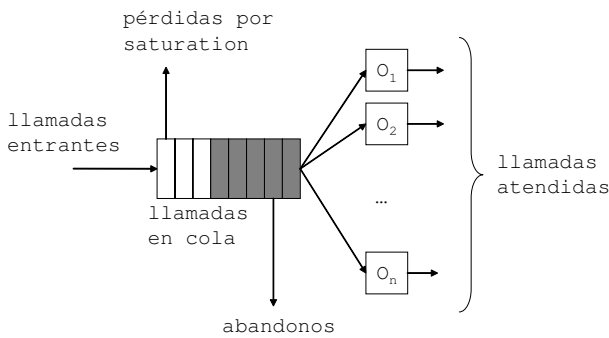 pérdidas por
saturation
llamadas
entrantes
llamadas
en cola
abandonos
O1
O2
...
On
llamadas
atendidas